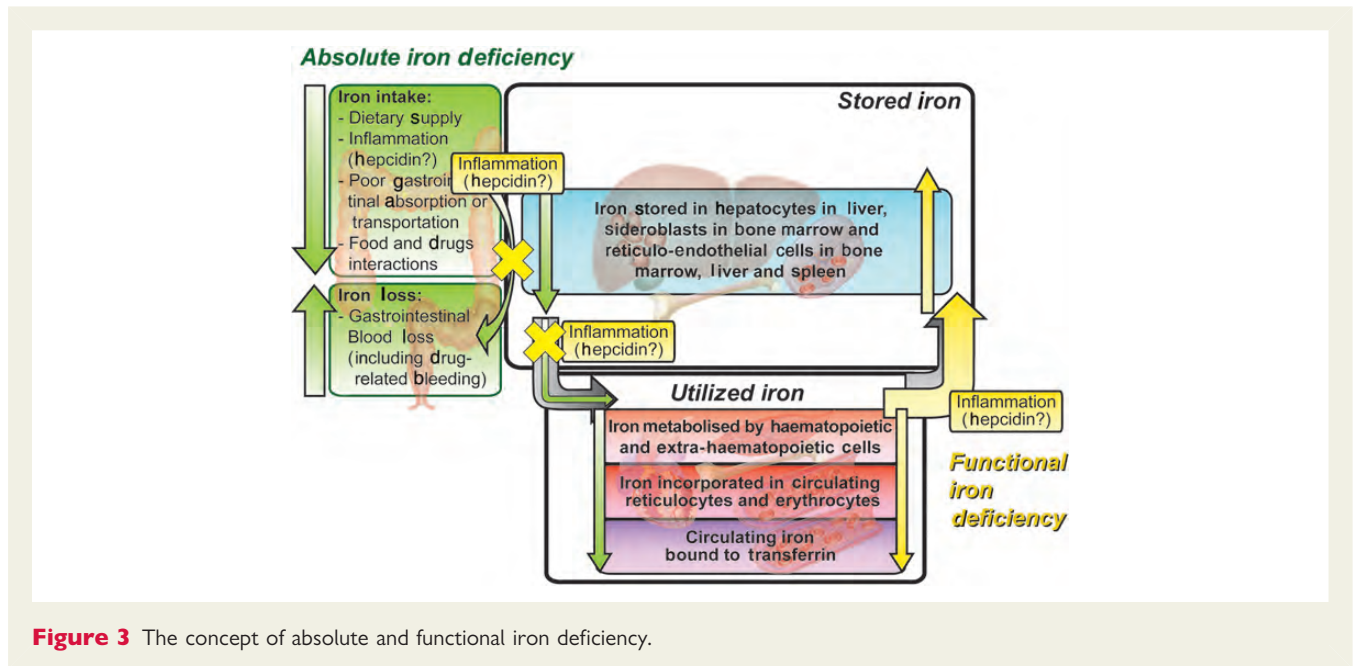 Absolute iron deficiency
Iron intake:
- Dietary supply
- Inflammation
(hepcidin?)
- Poor gastroin
tinal absorption or
transportation
- Food and drugs
interactions
Inflammation
(hepcidin?)
Iron loss:
- Gastrointestinal
Blood loss
(including drug-
related bleeding)
Stored iron
Iron stored in hepatocytes in liver,
sideroblasts in bone marrow and
reticulo-endothelial cells in bone
marrow, liver and spleen
Inflammation
(hepcidin?)
Utilized iron
Iron metabolised by haematopoietic
and extra-haematopoietic cells
Iron incorporated in circulating
reticulocytes and erythrocytes
Circulating iron
bound to transferrin
Inflammation
(hepcidin?)
Functional
iron
deficiency
Figure 3 The concept of absolute and functional iron deficiency.